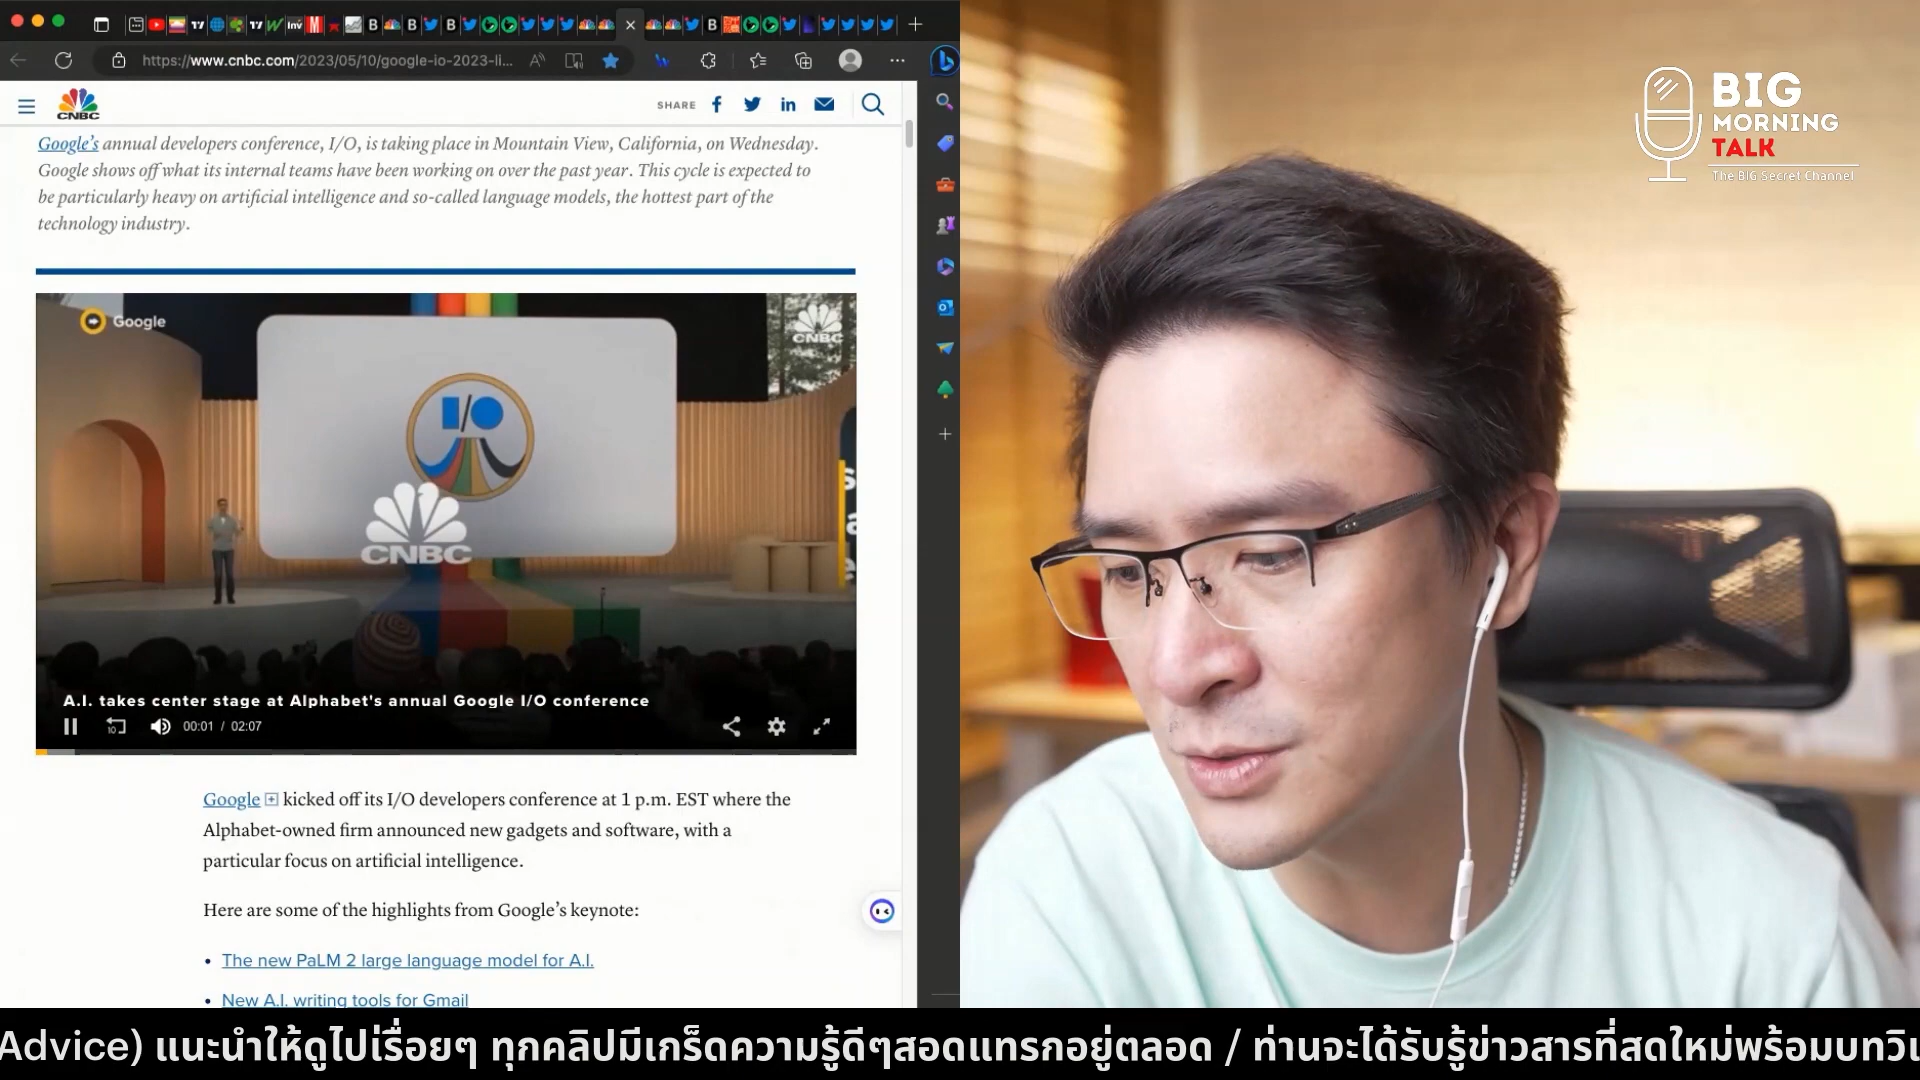 https://www.cnbc.com/2023/05/10/google-io-2023-li...
CNBC
SHARE
Google's annual developers conference, I/O, is taking place in Mountain View, California, on Wednesday.
Google shows off what its internal teams have been working on over the past year. This cycle is expected to
be particularly heavy on artificial intelligence and so-called language models, the hottest part of the
technology industry.
Google
CNBC
I/O
CNBC
A.I. takes center stage at Alphabet's annual Google I/O conference
10
00:01 / 02:07
Google kicked off its I/O developers conference at 1 p.m. EST where the
Alphabet-owned firm announced new gadgets and software, with a
particular focus on artificial intelligence.
Here are some of the highlights from Google's keynote:
• The new PaLM 2 large language model for A.I.
• New A.I. writing tools for Gmail
BIG
MORNING
TALK
The BIG Secret Channel
Advice) แนะนำให้ดูไปเรื่อยๆ ทุกคลิปมีเกร็ดความรู้ดีๆสอดแทรกอยู่ตลอด / ท่านจะได้รับรู้ข่าวสารที่สดใหม่พร้อมบทวิ